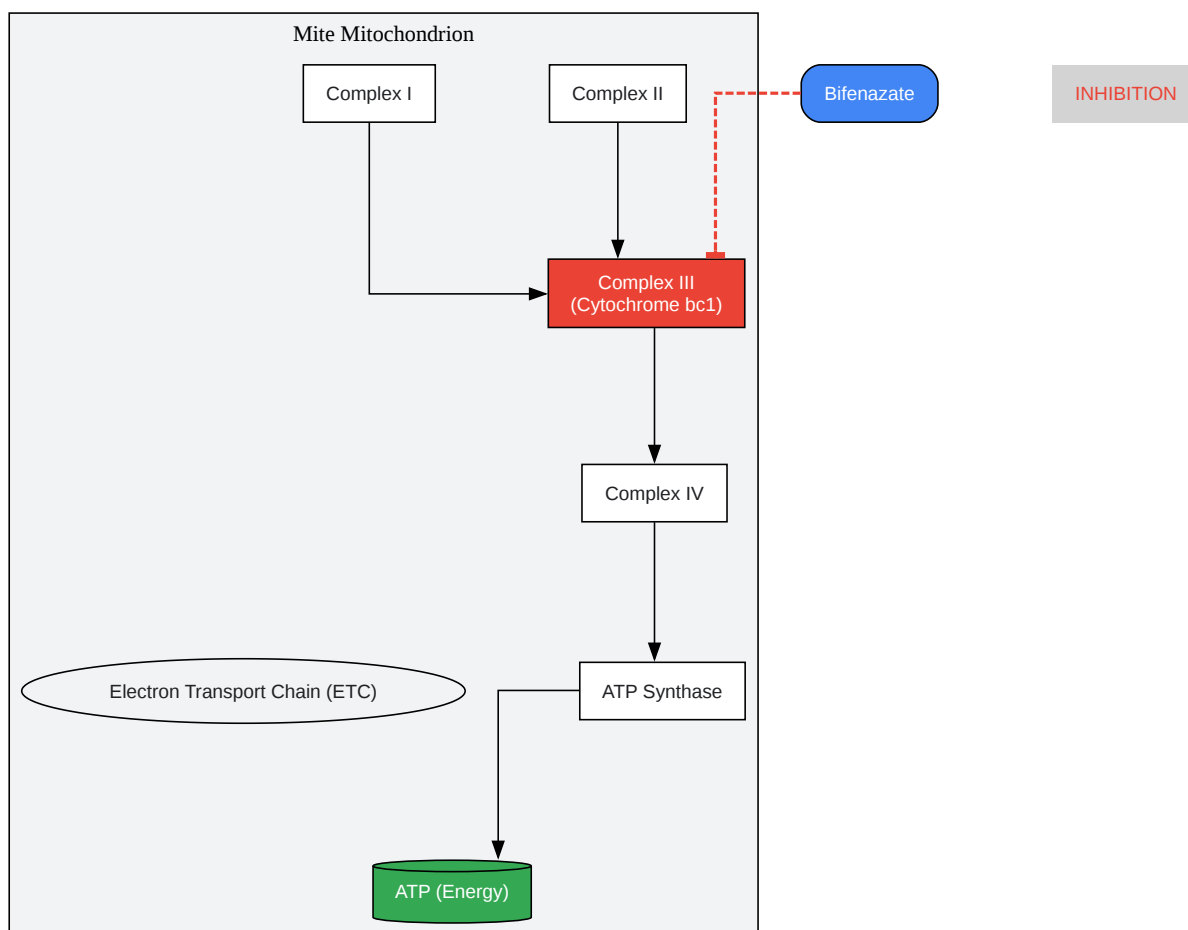 Mite Mitochondrion
Complex I
Complex II
Bifenazate
INHIBITION
Complex III
(Cytochrome bc1)
Complex IV
Electron Transport Chain (ETC)
ATP Synthase
ATP (Energy)